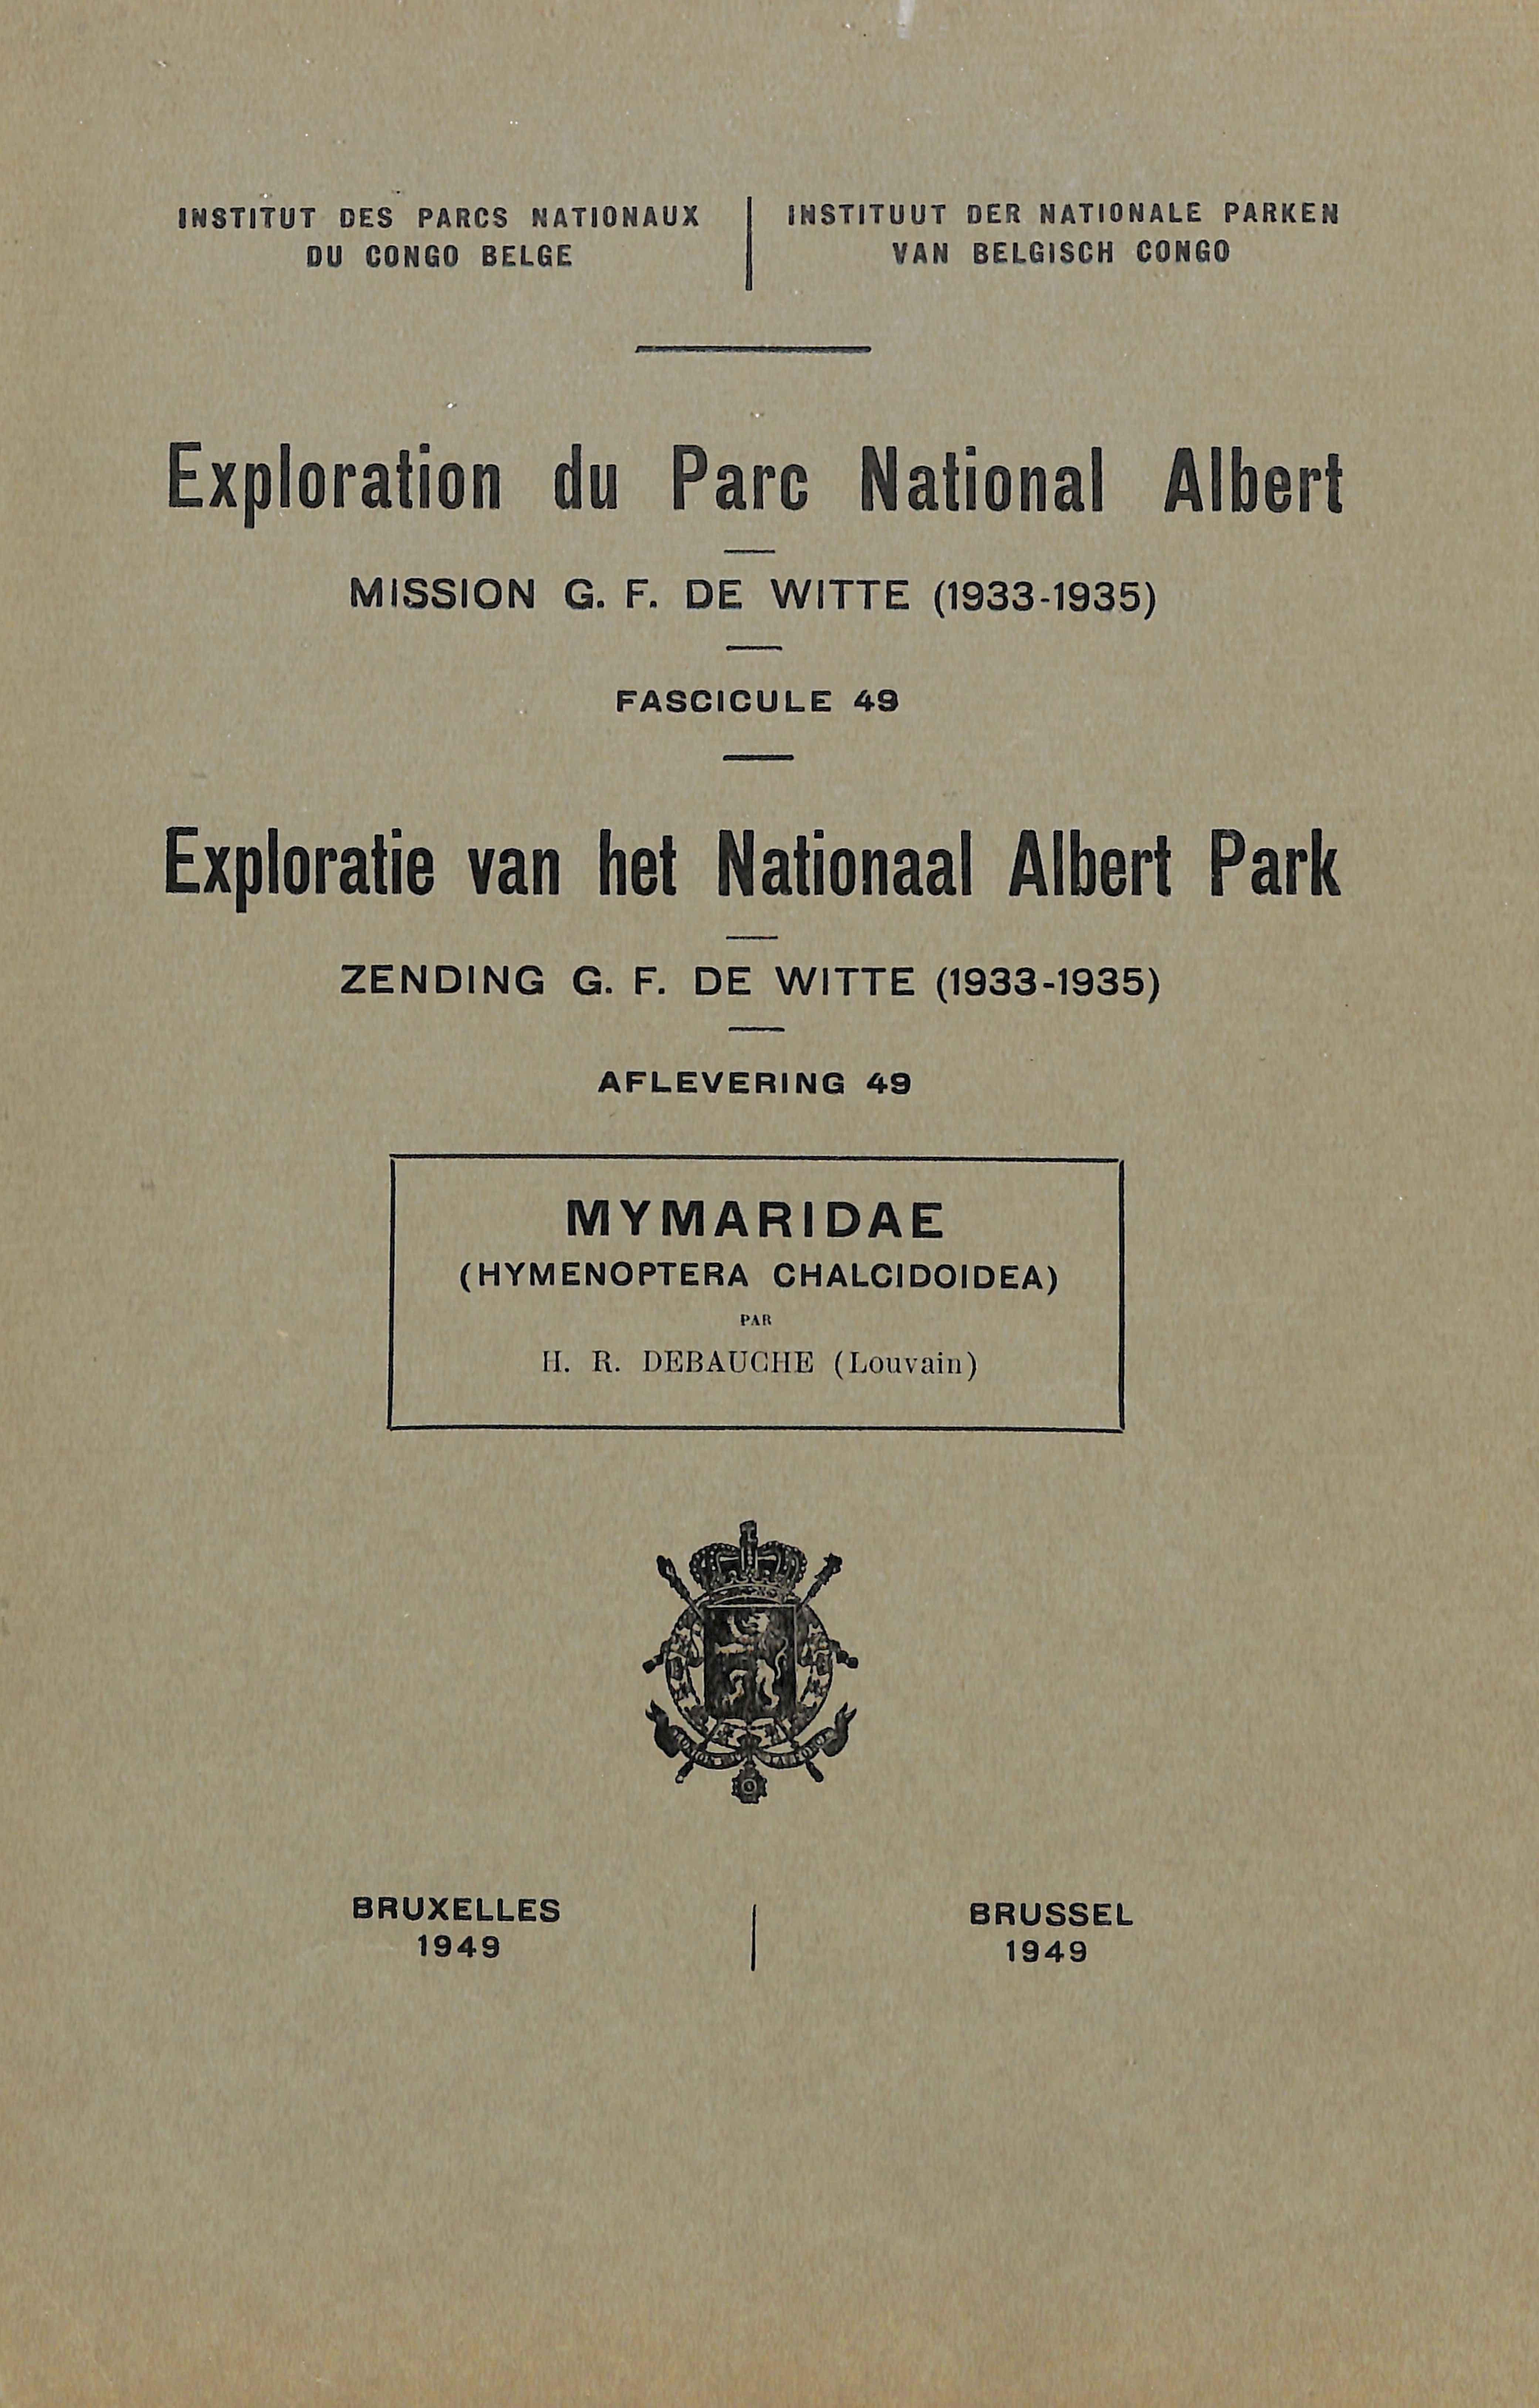 INSTITUT DES PARCS NATIONAUX
DU CONGO BELGE
INSTITUUT DER NATIONALE PARKEN
VAN BELGISCH CONGO
Exploration du Parc National Albert
MISSION G. F. DE WITTE (1933-1935)
FASCICULE 49
Exploratie van het Nationaal Albert Park
ZENDING G. F. DE WITTE (1933-1935)
AFLEVERING 49
MYMARIDAE
(HYMENOPTERA CHALCIDOIDEA)
PAR
H. R. DEBAUCHE (Louvain)
BRUXELLES
1949
BRUSSEL
1949